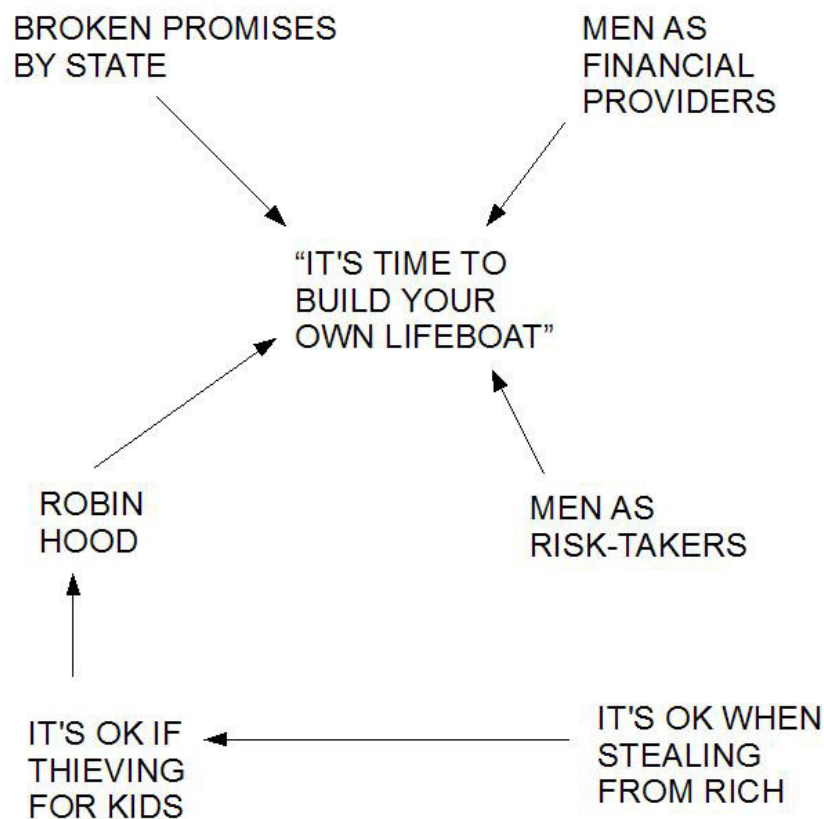 BROKEN PROMISES
BY STATE
MEN AS
FINANCIAL
PROVIDERS
“IT'S TIME TO
BUILD YOUR
OWN LIFEBOAT”
ROBIN
HOOD
MEN AS
RISK-TAKERS
IT'S OK IF
THIEVING
FOR KIDS
IT'S OK WHEN
STEALING
FROM RICH